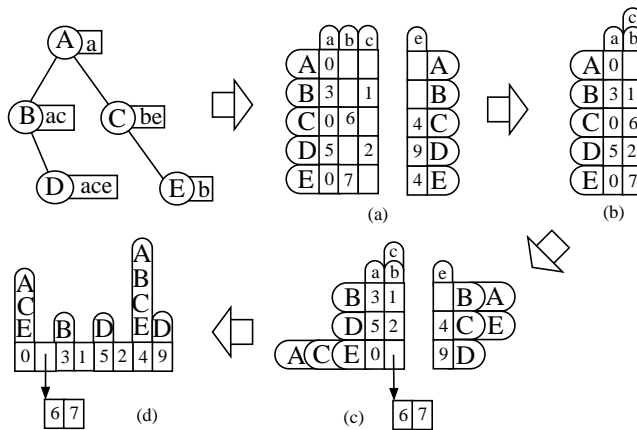 A a
B ac
C be
D ace
E b
a b c
A 0
B 3 1
C 0 6
D 5 2
E 0 7
e
A
B
4 C
9 D
4 E
(a)
c
a b
A 0
B 3 1
C 0 6
D 5 2
E 0 7
(b)
c
a b
B 3 1
D 5 2
A C E 0
6 7
e
B A
4 C E
9 D
(c)
A C E
B
D
A B C E
D
0 3 1 5 2 4 9
6 7
(d)